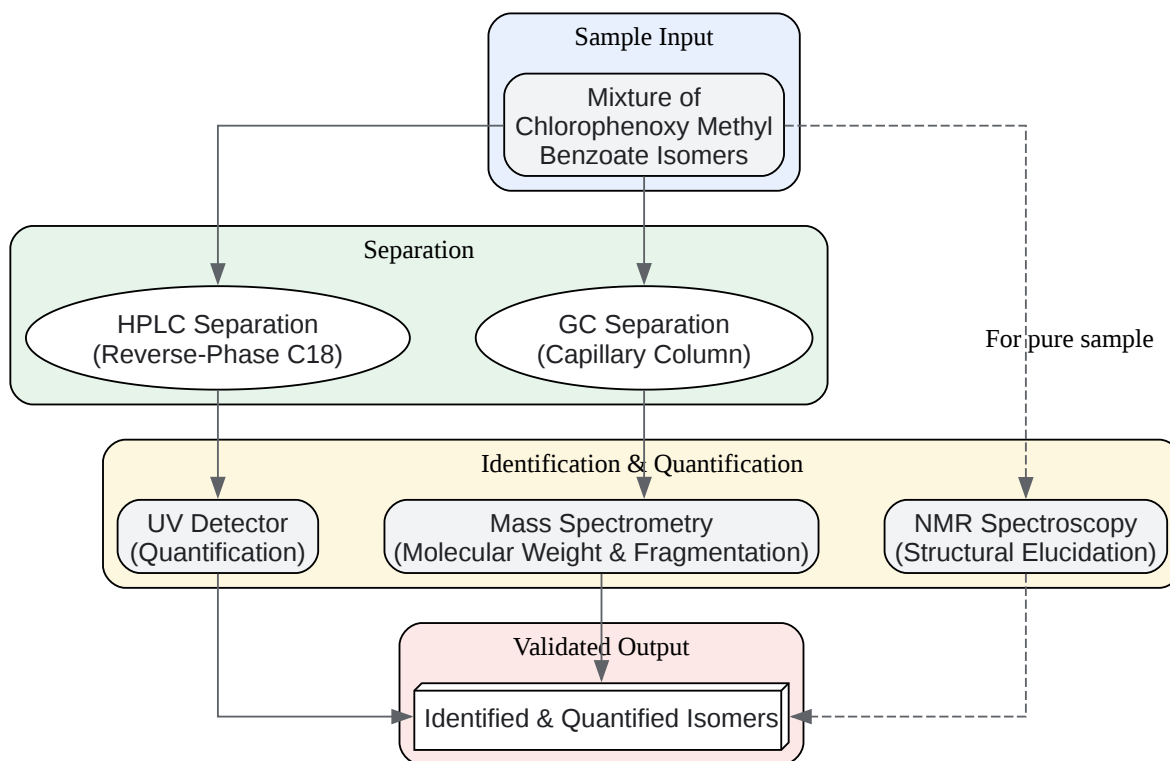 Sample Input
Mixture of
Chlorophenoxy Methyl
Benzoate Isomers
Separation
HPLC Separation
(Reverse-Phase C18)
GC Separation
(Capillary Column)
For pure sample
Identification & Quantification
UV Detector
(Quantification)
Mass Spectrometry
(Molecular Weight & Fragmentation)
NMR Spectroscopy
(Structural Elucidation)
Validated Output
Identified & Quantified Isomers